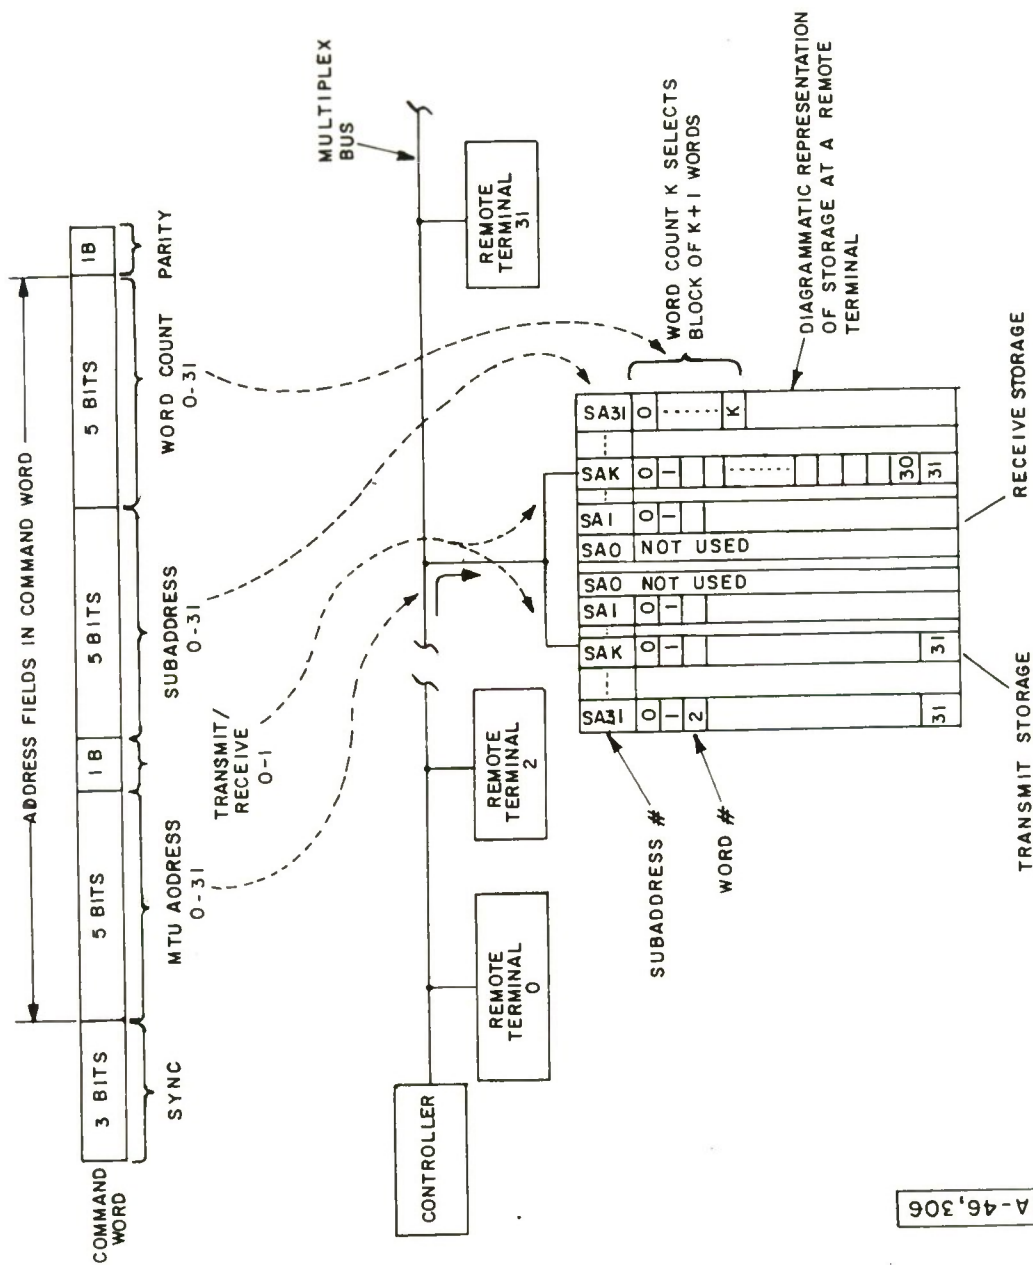 COMMAND
WORD
3 BITS
5 BITS
1B
5 BITS
5 BITS
1B
ADDRESS FIELDS IN COMMAND WORD
SYNC
MTU AODRESS
0-31
TRANSMIT/
RECEIVE
0-1
SUBADDRESS
0-31
WORD COUNT
0-31
PARITY
MULTIPLEX
BUS
CONTROLLER
REMOTE
TERMINAL
0
REMOTE
TERMINAL
2
REMOTE
TERMINAL
31
WORD COUNT K SELECTS
BLOCK OF K+1 WORDS
DIAGRAMMATIC REPRESENTATION
OF STORAGE AT A REMOTE
TERMINAL
SUBADDRESS #
WORD #
SA31 SAK SA1 SA0 SA0 SA1 SAK SA31
0 0 0 NOT USED NOT USED 0 0 0
1 1 1 1 1
2
K
30
31 31 31
TRANSMIT STORAGE
RECEIVE STORAGE
A-46,306